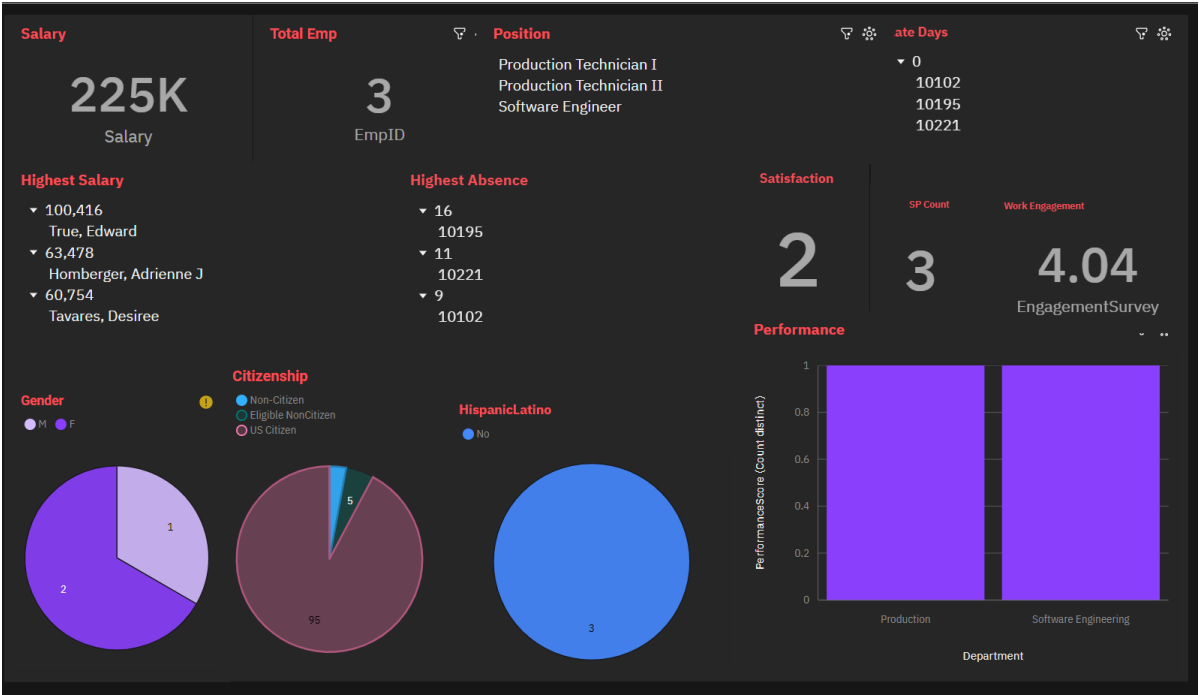 Salary
225K
Salary
Total Emp
3
EmpID
Position
Production Technician I
Production Technician II
Software Engineer
ate Days
0
10102
10195
10221
Highest Salary
100,416
True, Edward
63,478
Homberger, Adrienne J
60,754
Tavares, Desiree
Highest Absence
16
10195
11
10221
9
10102
Satisfaction
2
SP Count
3
Work Engagement
4.04
EngagementSurvey
Gender
M F
1
2
Citizenship
Non-Citizen
Eligible NonCitizen
US Citizen
5
95
HispanicLatino
No
3
Performance
PerformanceScore (Count distinct)
1
0.8
0.6
0.4
0.2
0
Production Software Engineering
Department